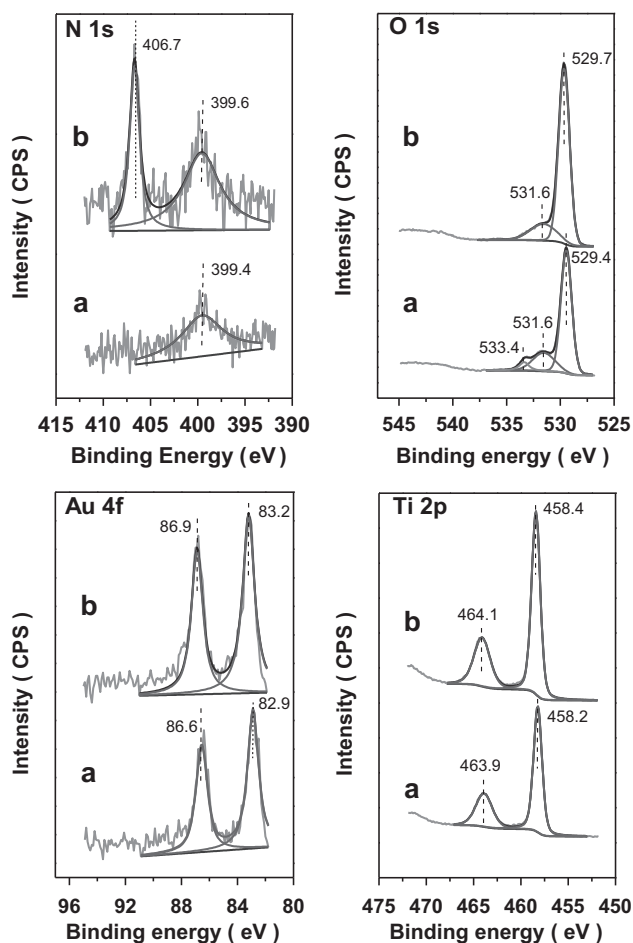 N 1s
406.7
399.6
b
399.4
a
Intensity ( CPS )
415 410 405 400 395 390
Binding Energy ( eV )
O 1s
529.7
b
531.6
529.4
a
531.6
533.4
Intensity ( CPS )
545 540 535 530 525
Binding energy ( eV )
Au 4f
83.2
86.9
b
82.9
86.6
a
Intensity ( CPS )
96 92 88 84 80
Binding energy ( eV )
Ti 2p
458.4
b
464.1
458.2
a
463.9
Intensity ( CPS )
475 470 465 460 455 450
Binding energy ( eV )